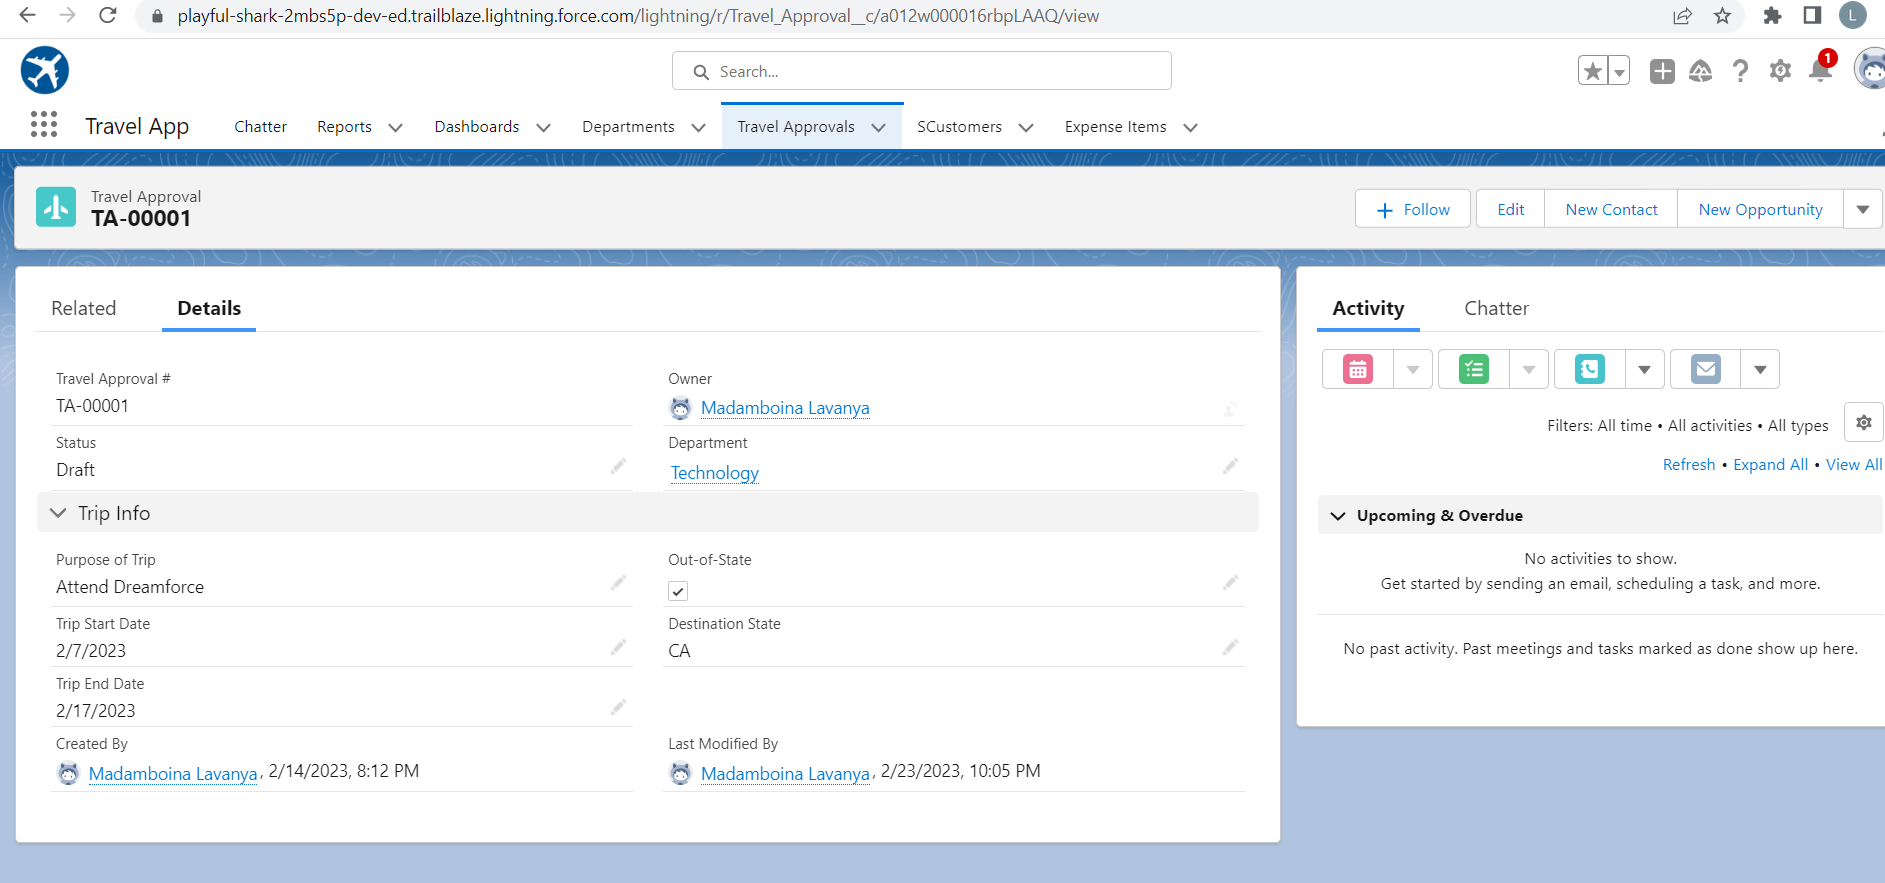 playful-shark-2mbs5p-dev-ed.trailblaze.lightning.force.com/lightning/r/Travel_Approval__c/a012w000016rbpLAAQ/view
L
Search...
1
Travel App Chatter Reports Dashboards Departments Travel Approvals SCustomers Expense Items
Travel Approval
TA-00001
Follow Edit New Contact New Opportunity
Related Details
Travel Approval #
TA-00001
Owner
Madamboina Lavanya
Status
Draft
Department
Technology
Trip Info
Purpose of Trip
Attend Dreamforce
Out-of-State
Trip Start Date
2/7/2023
Destination State
CA
Trip End Date
2/17/2023
Created By
Madamboina Lavanya, 2/14/2023, 8:12 PM
Last Modified By
Madamboina Lavanya, 2/23/2023, 10:05 PM
Activity Chatter
Filters: All time • All activities • All types
Refresh • Expand All • View All
Upcoming & Overdue
No activities to show.
Get started by sending an email, scheduling a task, and more.
No past activity. Past meetings and tasks marked as done show up here.